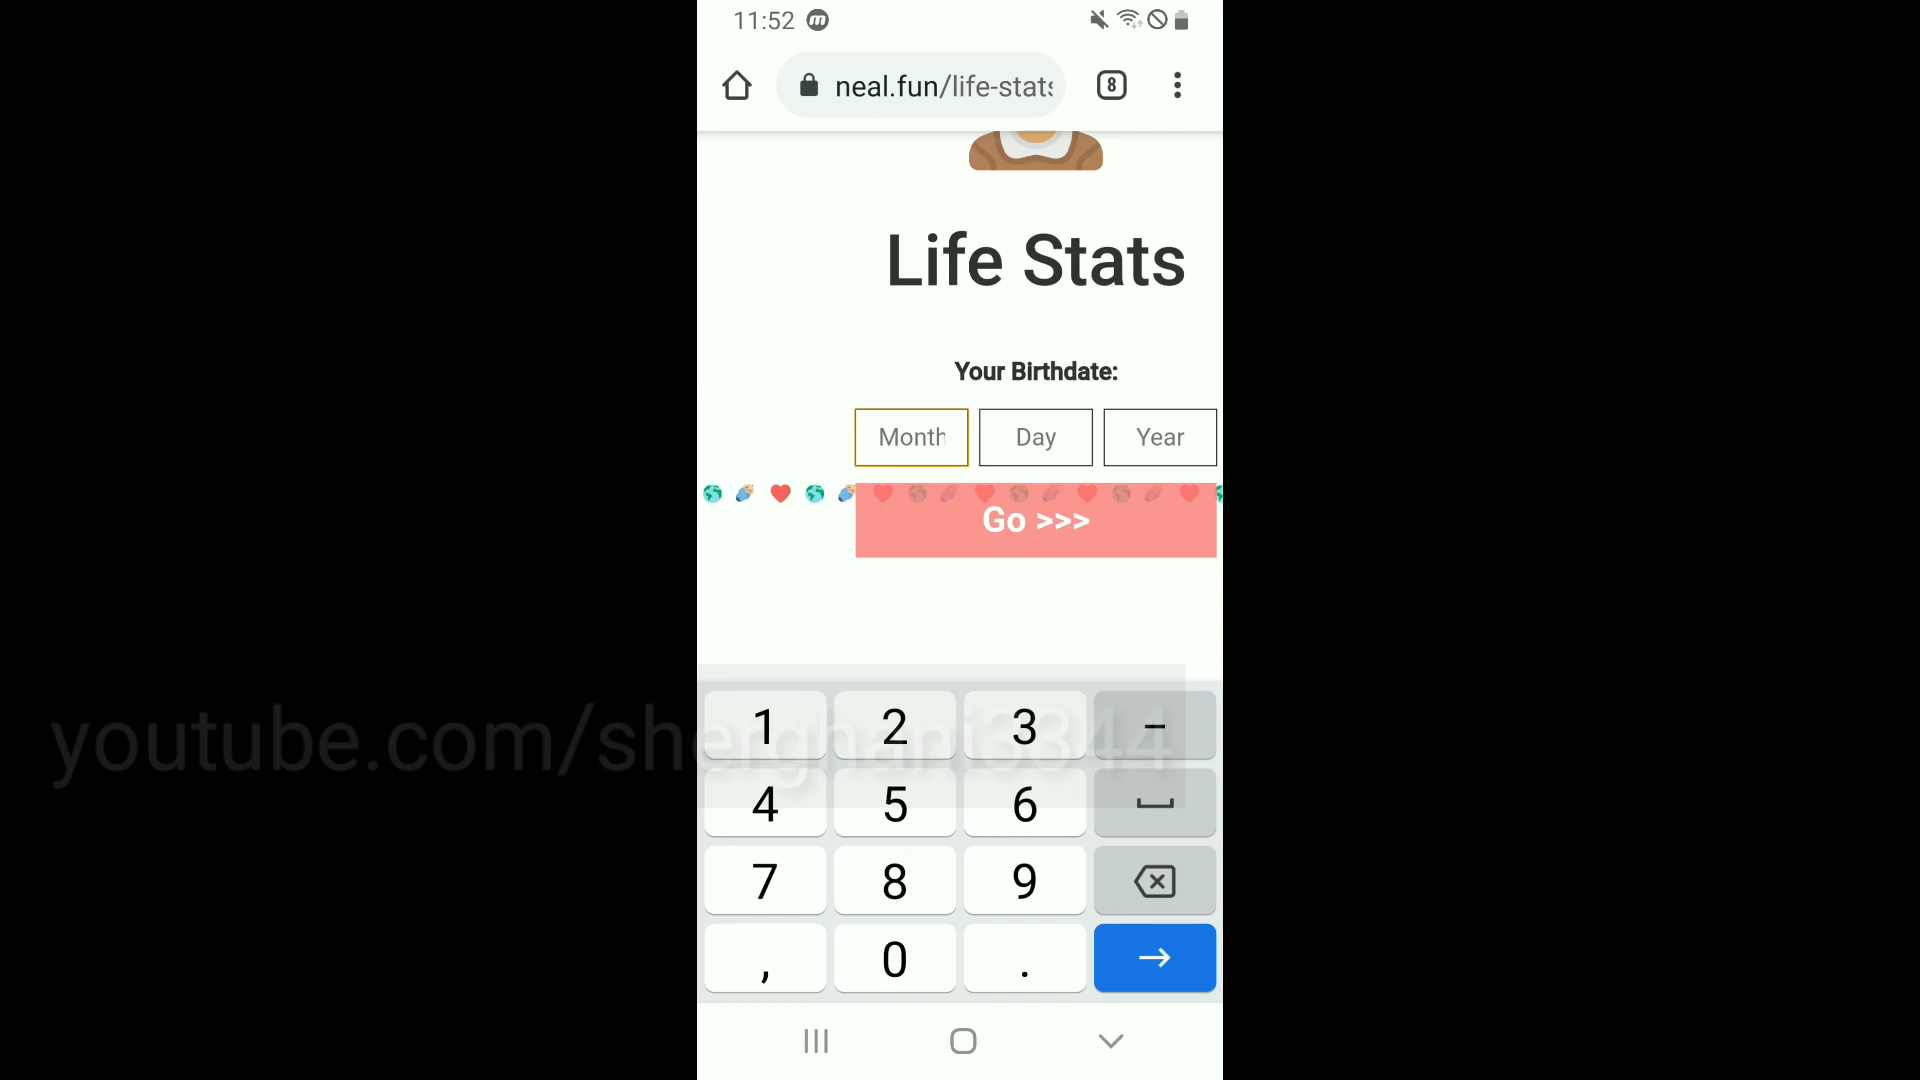 11:52
neal.fun/life-stats
8
Life Stats
Your Birthdate:
Month Day Year
Go >>>
1 2 3 –
youtube.com/sherghani3344
4 5 6
7 8 9
, 0 .